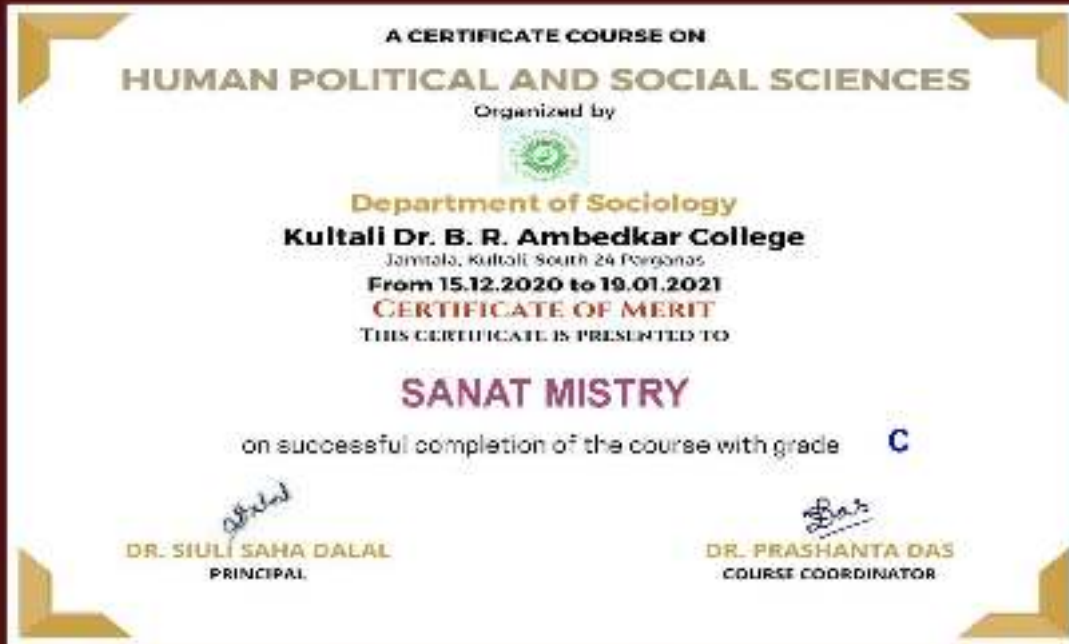 A CERTIFICATE COURSE ON
HUMAN POLITICAL AND SOCIAL SCIENCES
Organized by
Department of Sociology
Kultali Dr. B. R. Ambedkar College
Jamtala, Kultali, South 24 Parganas
From 15.12.2020 to 19.01.2021
CERTIFICATE OF MERIT
THIS CERTIFICATE IS PRESENTED TO
SANAT MISTRY
on successful completion of the course with grade C
DR. SIULI SAHA DALAL
PRINCIPAL
DR. PRASHANTA DAS
COURSE COORDINATOR